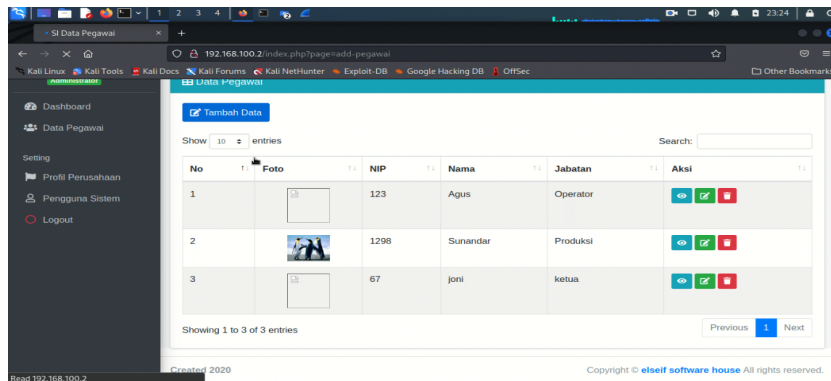 1 2 3 4
23:24
SI Data Pegawai × +
192.168.100.2/index.php?page=add-pegawai
Kali Linux Kali Tools Kali Docs Kali Forums Kali NetHunter Exploit-DB Google Hacking DB OffSec Other Bookmarks
Administrator
Dashboard
Data Pegawai
Setting
Profil Perusahaan
Pengguna Sistem
Logout
Data Pegawai
Tambah Data
Show 10 entries Search:
No Foto NIP Nama Jabatan Aksi
1 123 Agus Operator
2 1298 Sunandar Produksi
3 67 joni ketua
Showing 1 to 3 of 3 entries Previous 1 Next
Created 2020 Copyright © elseif software house All rights reserved.
Read 192.168.100.2